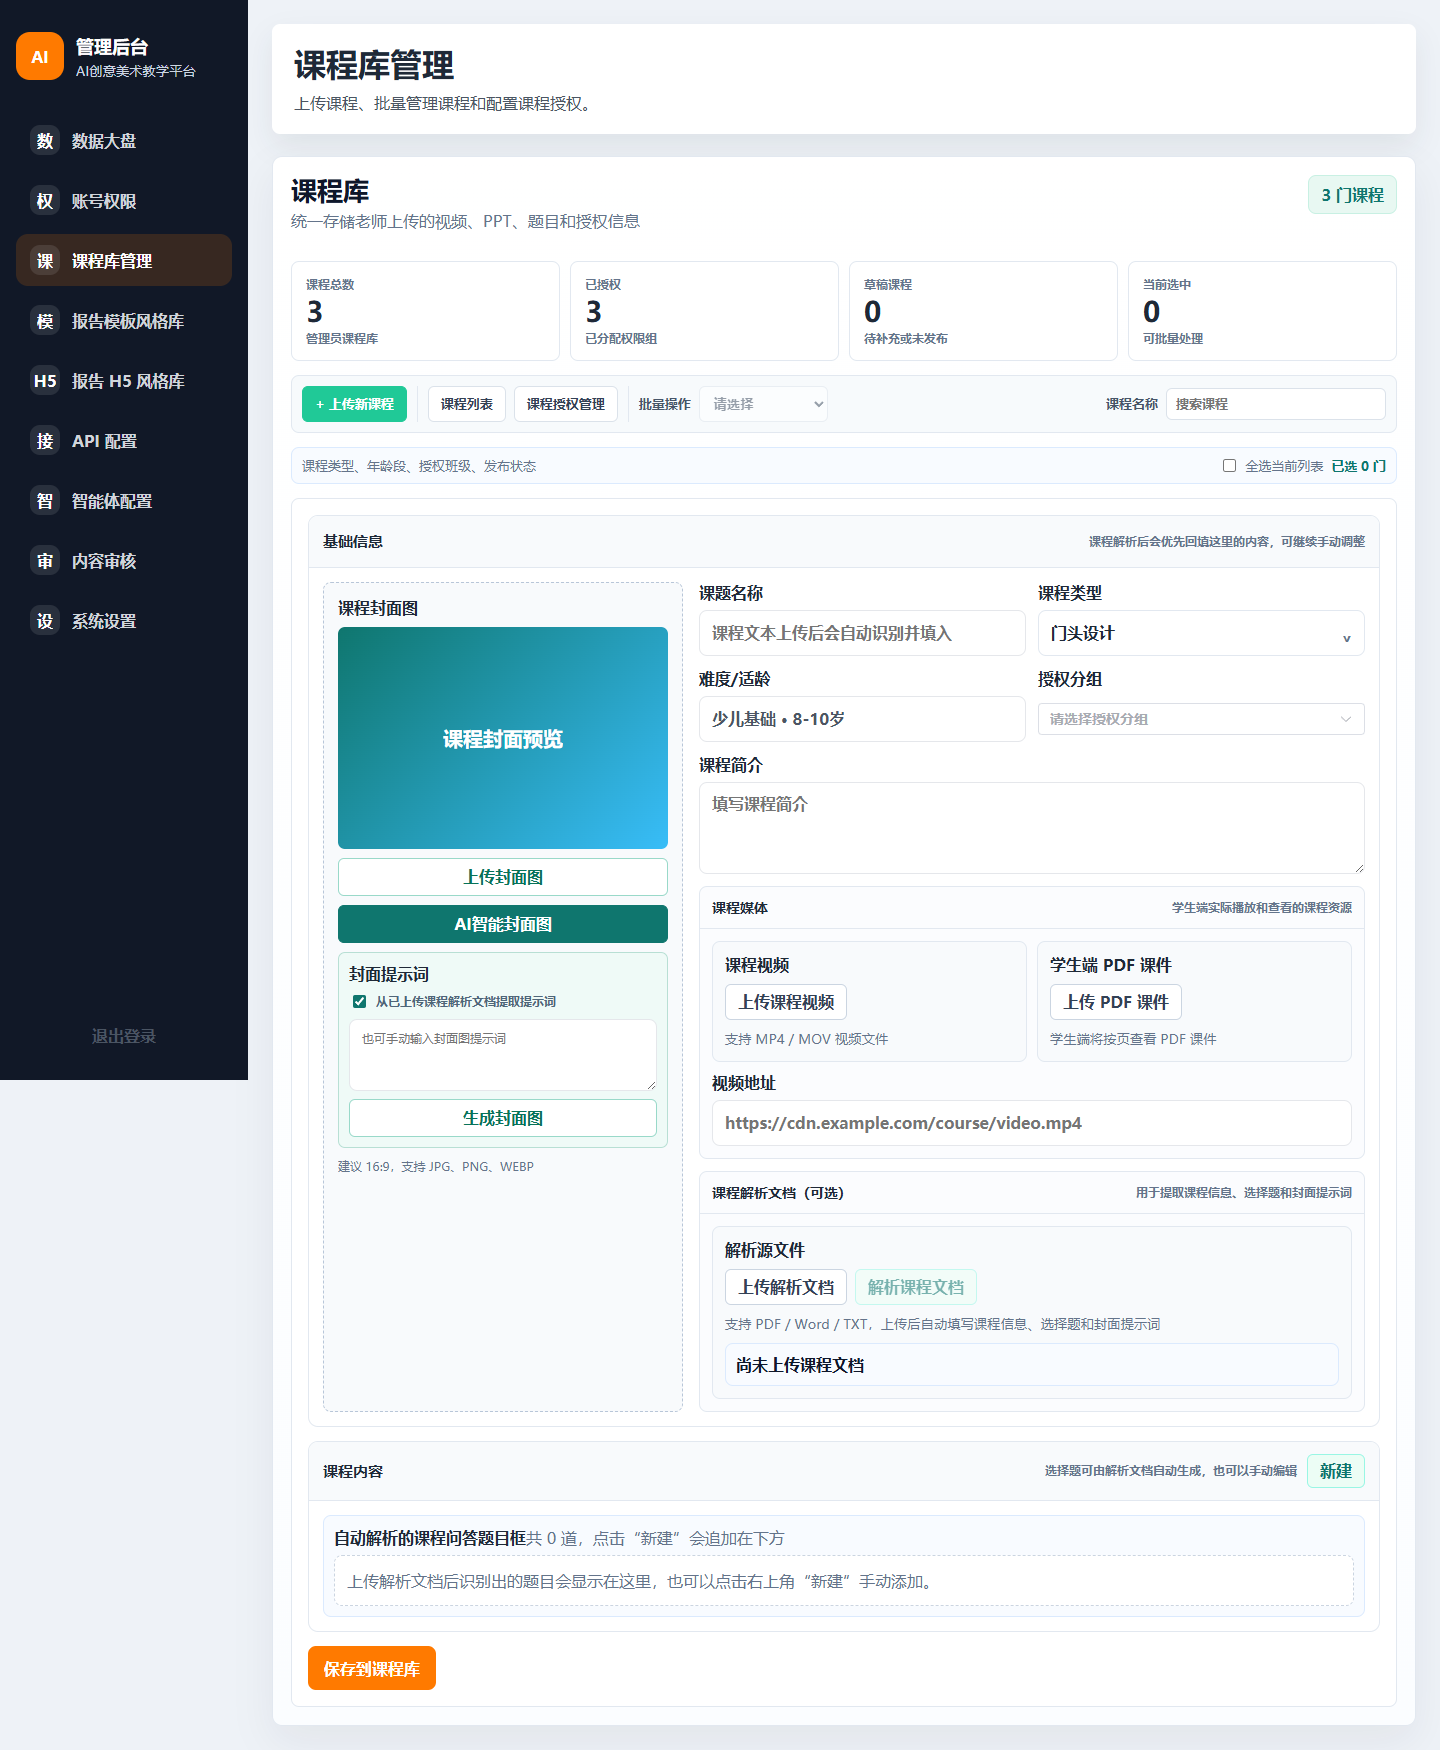 AI
管理后台
AI创意美术教学平台
数 数据大盘
权 账号权限
课 课程库管理
模 报告模板风格库
H5 报告 H5 风格库
接 API 配置
智 智能体配置
审 内容审核
设 系统设置
退出登录
课程库管理
上传课程、批量管理课程和配置课程授权。
课程库
统一存储老师上传的视频、PPT、题目和授权信息
3 门课程
课程总数
3
管理员课程库
已授权
3
已分配权限组
草稿课程
0
待补充或未发布
当前选中
0
可批量处理
+ 上传新课程 课程列表 课程授权管理 批量操作 请选择 课程名称 搜索课程
课程类型、年龄段、授权班级、发布状态 全选当前列表 已选 0 门
基础信息 课程解析后会优先回填这里的内容，可继续手动调整
课程封面图
课程封面预览
上传封面图
AI智能封面图
封面提示词
从已上传课程解析文档提取提示词
也可手动输入封面图提示词
生成封面图
建议 16:9，支持 JPG、PNG、WEBP
课题名称
课程文本上传后会自动识别并填入
课程类型
门头设计 v
难度/适龄
少儿基础 • 8-10岁
授权分组
请选择授权分组
课程简介
填写课程简介
课程媒体 学生端实际播放和查看的课程资源
课程视频
上传课程视频
支持 MP4 / MOV 视频文件
学生端 PDF 课件
上传 PDF 课件
学生端将按页查看 PDF 课件
视频地址
https://cdn.example.com/course/video.mp4
课程解析文档（可选） 用于提取课程信息、选择题和封面提示词
解析源文件
上传解析文档 解析课程文档
支持 PDF / Word / TXT，上传后自动填写课程信息、选择题和封面提示词
尚未上传课程文档
课程内容 选择题可由解析文档自动生成，也可以手动编辑 新建
自动解析的课程问答题目框共 0 道，点击“新建”会追加在下方
上传解析文档后识别出的题目会显示在这里，也可以点击右上角“新建”手动添加。
保存到课程库